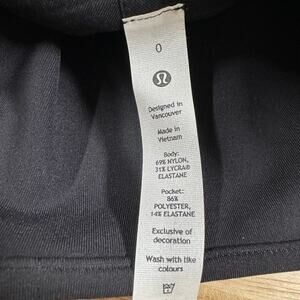 0
Designed in
Vancouver
Made in
Vietnam
Body:
69% NYLON,
31% LYCRA®
ELASTANE
Pocket:
86%
POLYESTER,
14% ELASTANE
Exclusive of
decoration
Wash with like
colours